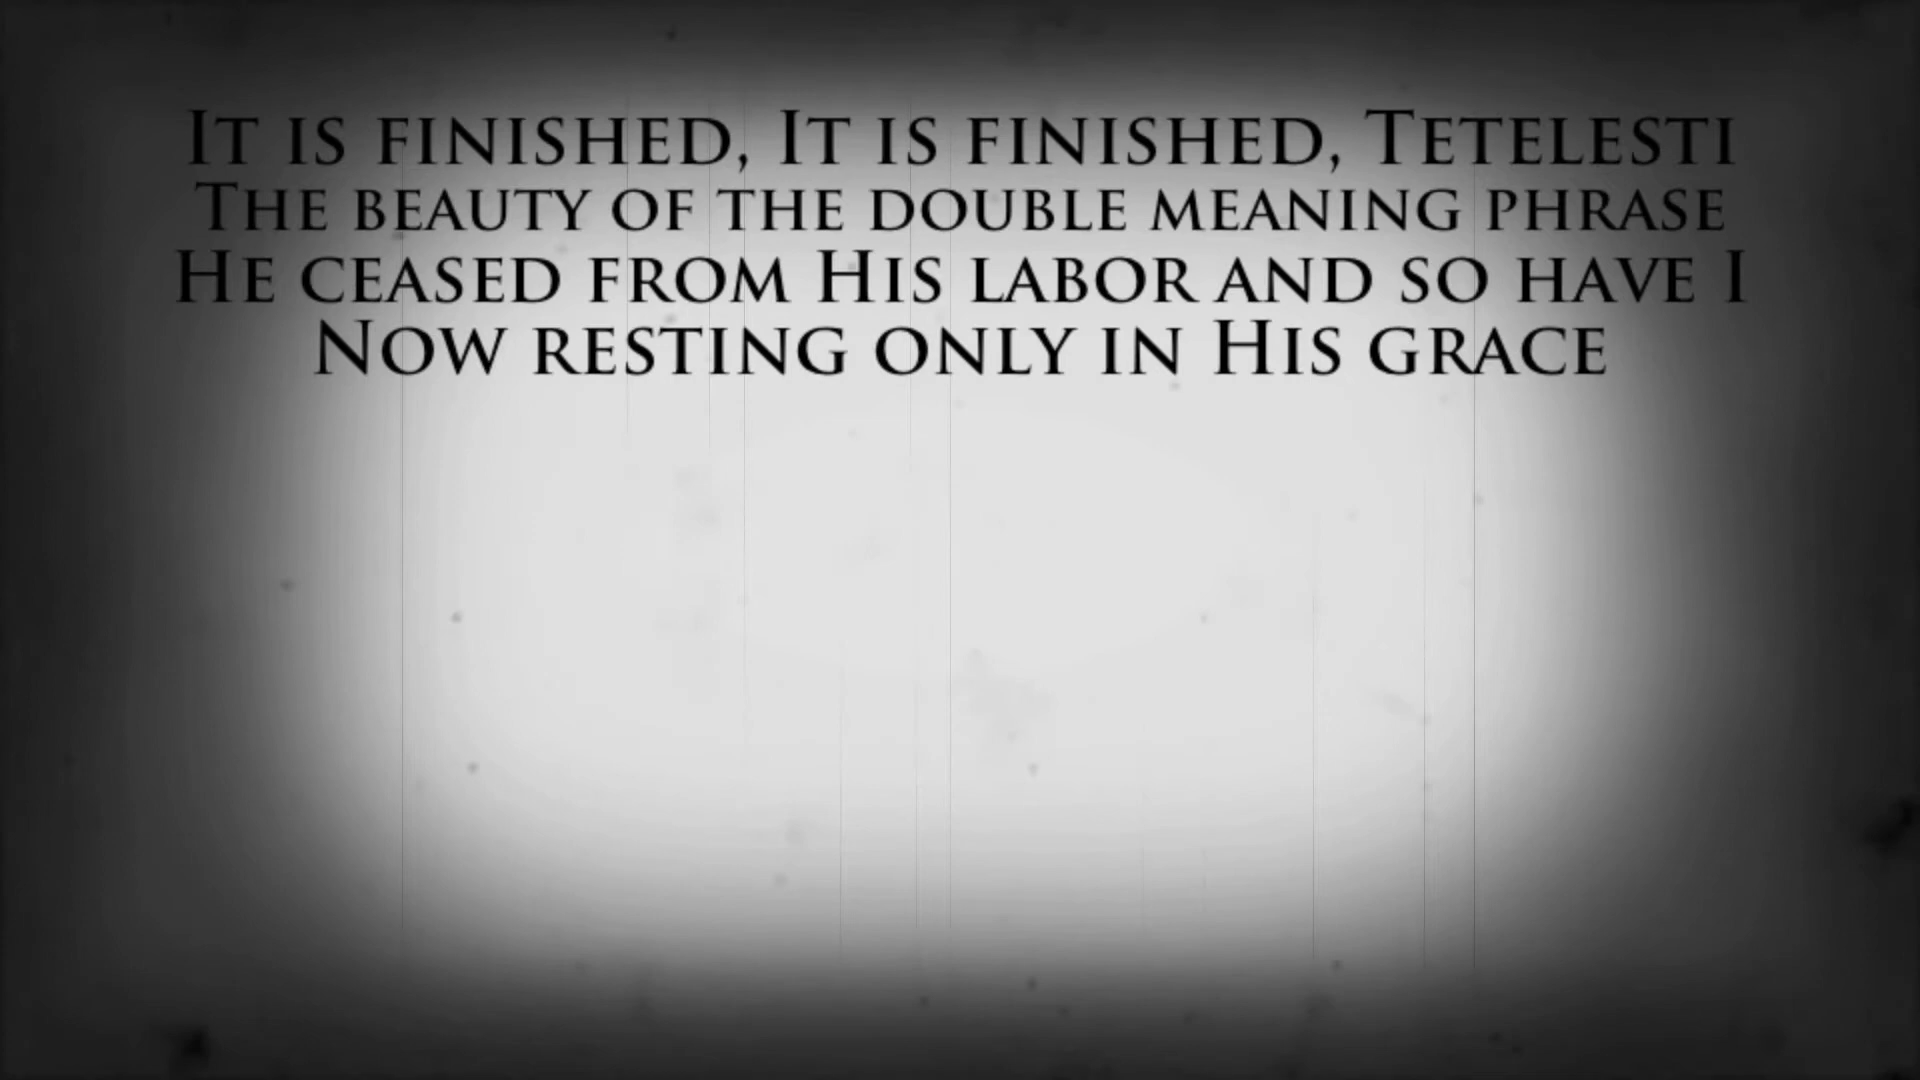 It is finished, It is finished, Tetelesti
The beauty of the double meaning phrase
He ceased from His labor and so have I
Now resting only in His grace